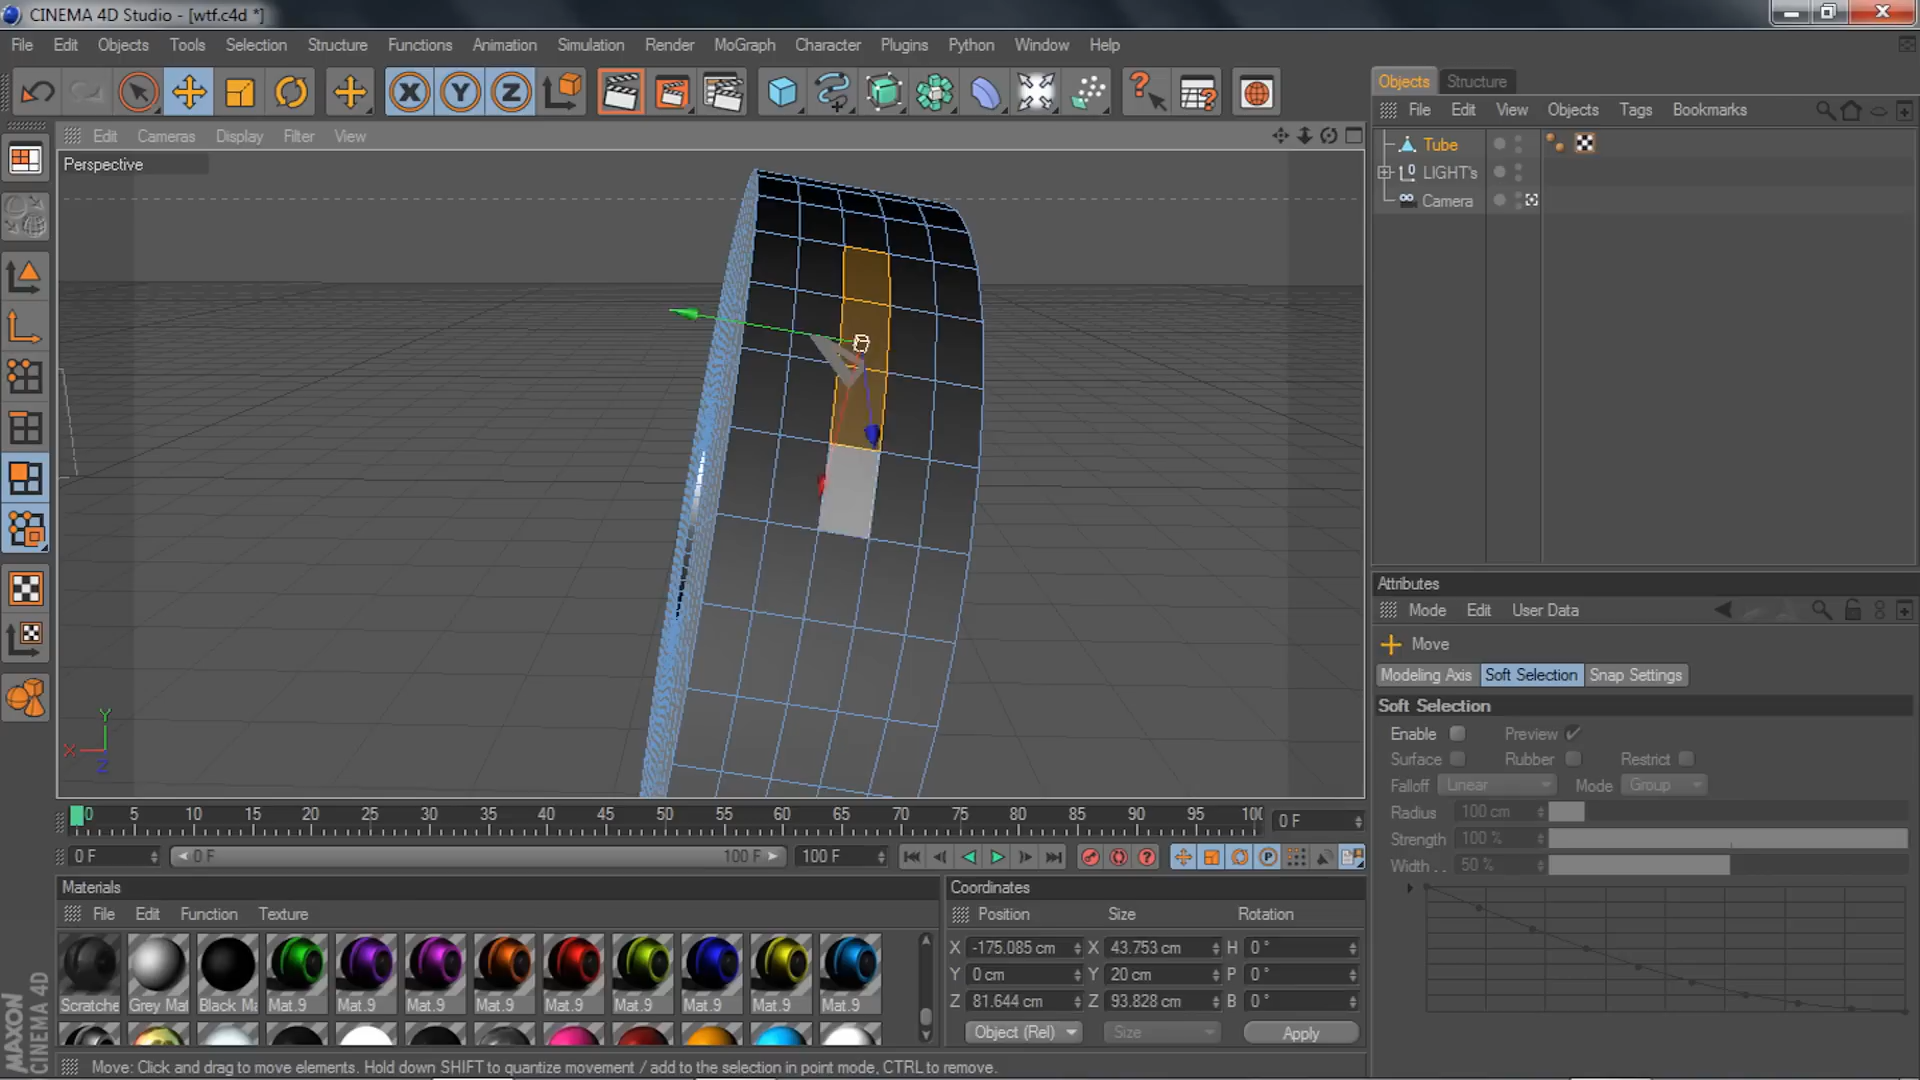 CINEMA 4D Studio - [wtf.c4d *]
File Edit Objects Tools Selection Structure Functions Animation Simulation Render MoGraph Character Plugins Python Window Help
X Y Z
Objects Structure
File Edit View Objects Tags Bookmarks
Edit Cameras Display Filter View
Perspective
Tube
LIGHT's
Camera
Y
X
Z
Attributes
Mode Edit User Data
Move
Modeling Axis Soft Selection Snap Settings
Soft Selection
Enable Preview
Surface Rubber Restrict
Falloff Linear Mode Group
Radius 100 cm
Strength 100 %
Width . . 50 %
0 5 10 15 20 25 30 35 40 45 50 55 60 65 70 75 80 85 90 95 100 0 F
0 F 0 F 100 F 100 F
Materials
File Edit Function Texture
Scratche Grey Mat Black Ma Mat.9 Mat.9 Mat.9 Mat.9 Mat.9 Mat.9 Mat.9 Mat.9 Mat.9
Coordinates
Position Size Rotation
X -175.085 cm X 43.753 cm H 0 °
Y 0 cm Y 20 cm P 0 °
Z 81.644 cm Z 93.828 cm B 0 °
Object (Rel) Size Apply
MAXON
CINEMA 4D
Move: Click and drag to move elements. Hold down SHIFT to quantize movement / add to the selection in point mode, CTRL to remove.